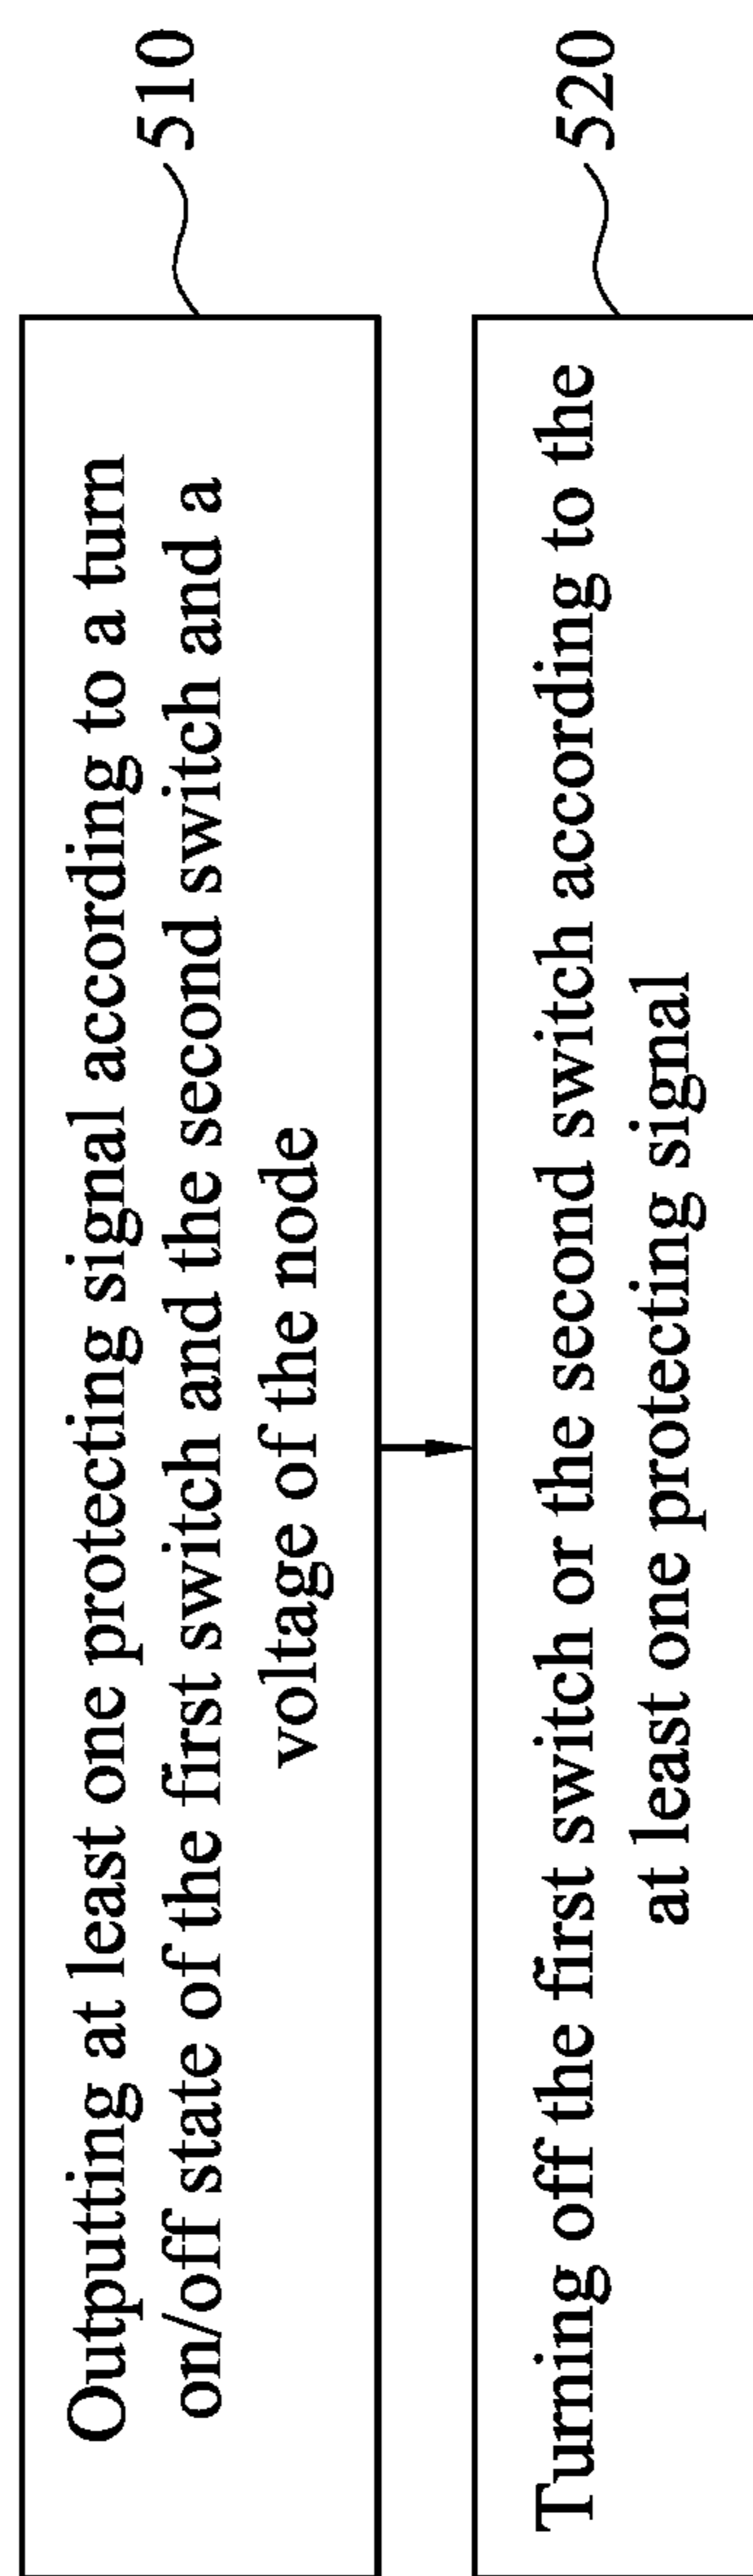 Outputting at least one protecting signal according to a turn
on/off state of the first switch and the second switch and a
voltage of the node
510
Turning off the first switch or the second switch according to the
at least one protecting signal
520